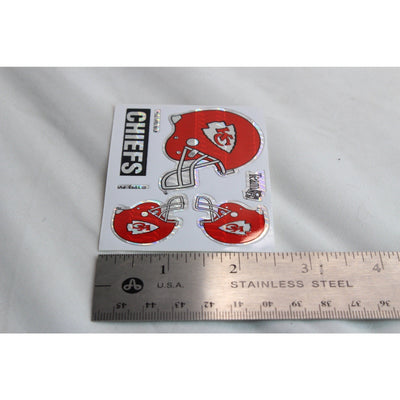 CHIEFS
KC
KC
KC
1 2 3 4
U.S.A. STAINLESS STEEL
45 44 43 42 41 40 39 38 37 36